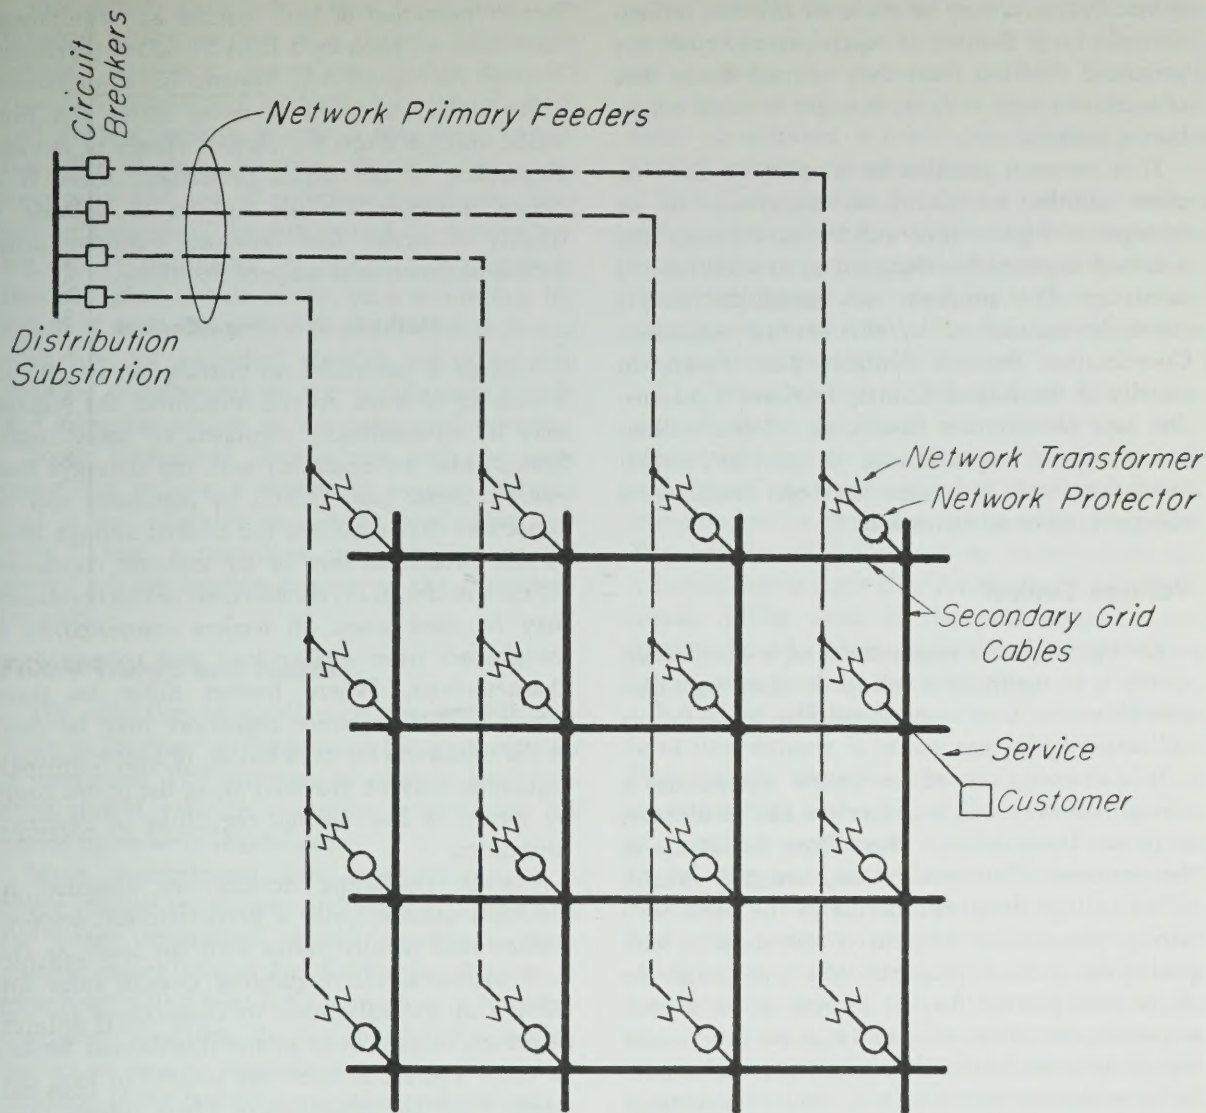 Circuit
Breakers
Network Primary Feeders
Distribution
Substation
Network Transformer
Network Protector
Secondary Grid
Cables
Service
Customer